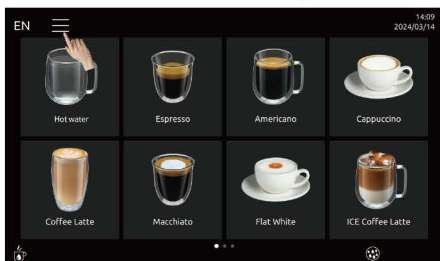 EN
14:09
2024/03/14
Hot water
Espresso
Americano
Cappuccino
Coffee Latte
Macchiato
Flat White
ICE Coffee Latte